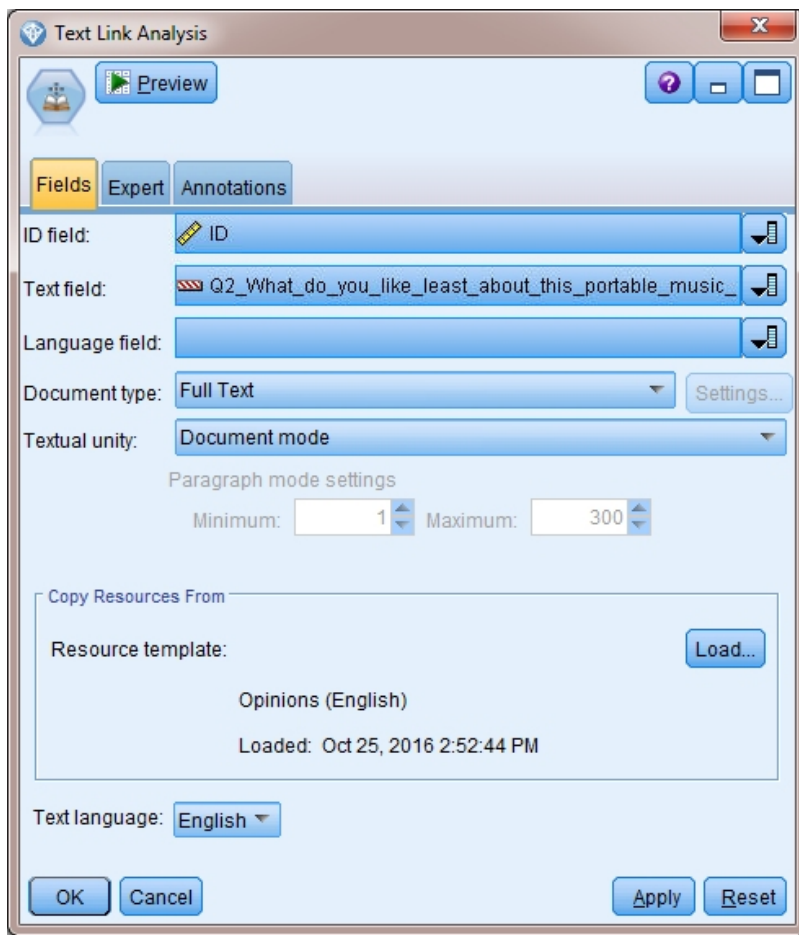 Text Link Analysis
Preview
Fields Expert Annotations
ID field: ID
Text field: Q2_What_do_you_like_least_about_this_portable_music_
Language field:
Document type: Full Text Settings...
Textual unity: Document mode
Paragraph mode settings
Minimum: 1 Maximum: 300
Copy Resources From
Resource template: Load...
Opinions (English)
Loaded: Oct 25, 2016 2:52:44 PM
Text language: English
OK Cancel Apply Reset